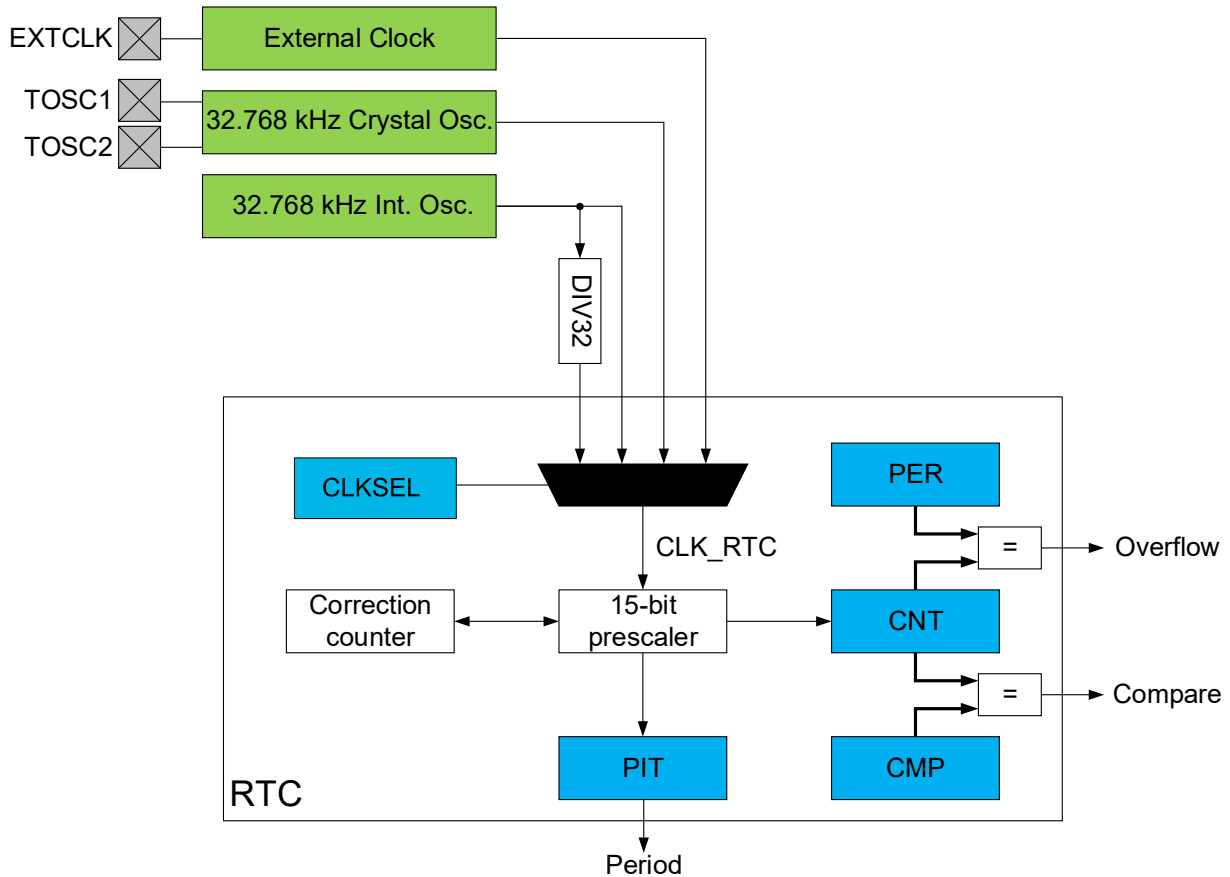 EXTCLK
External Clock
TOSC1
TOSC2
32.768 kHz Crystal Osc.
32.768 kHz Int. Osc.
DIV32
CLKSEL
PER
CLK_RTC
=
Overflow
Correction
counter
15-bit
prescaler
CNT
=
Compare
PIT
CMP
RTC
Period